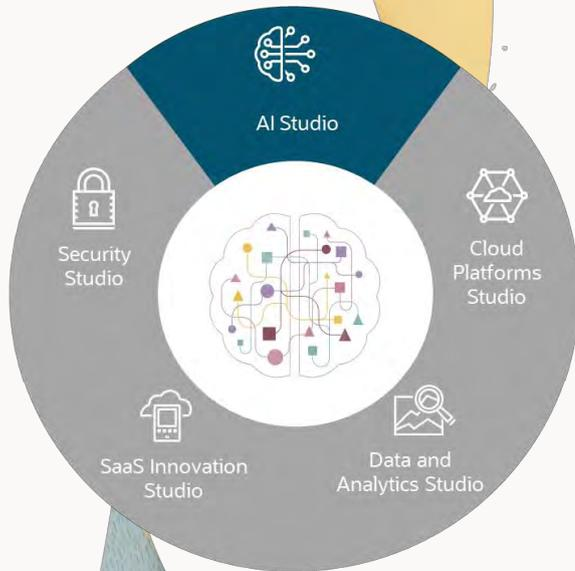 AI Studio
Cloud
Platforms
Studio
Data and
Analytics Studio
SaaS Innovation
Studio
Security
Studio